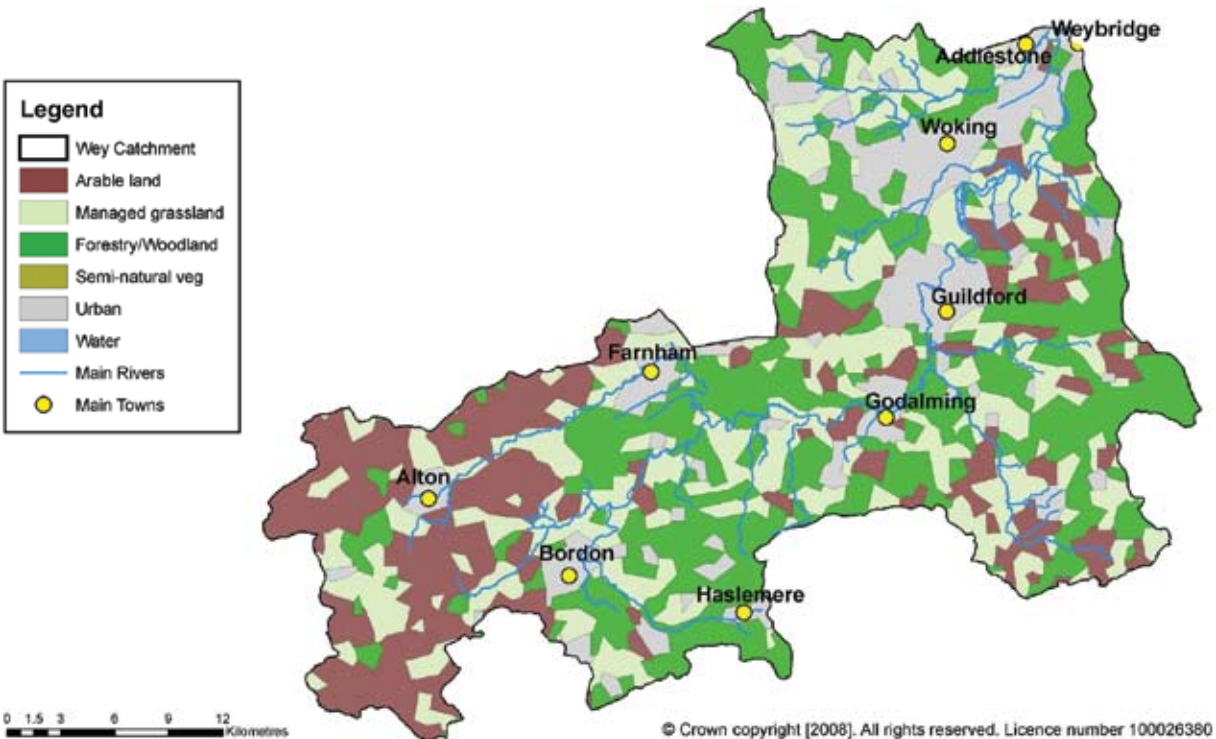 Weybridge
Addlestone
Legend
Woking
Wey Catchment
Arable land
Managed grassland
Forestry/Woodland
Semi-natural veg
Urban
Guildford
Water
Farnham
Main Rivers
Main Towns
Godalming
Alton
Bordon
Haslemere
0 1.5 3 6 9 12
Kilometres
© Crown copyright [2008]. All rights reserved. Licence number 100026380